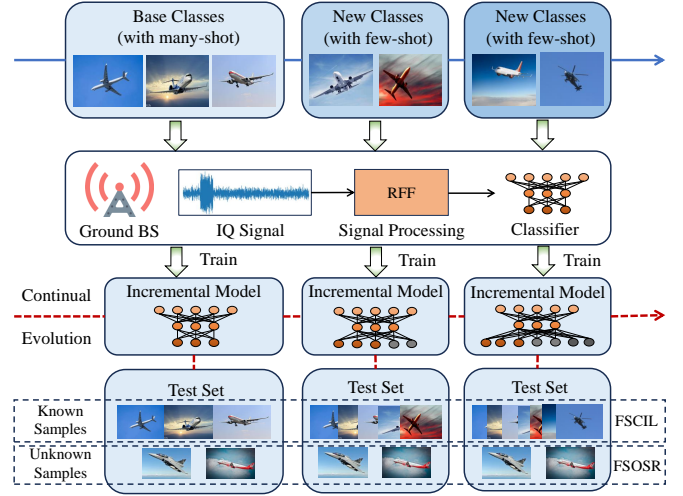 Base Classes
(with many-shot)
New Classes
(with few-shot)
New Classes
(with few-shot)
Ground BS
IQ Signal
RFF
Signal Processing
Classifier
Train
Train
Train
Continual
Evolution
Incremental Model
Incremental Model
Incremental Model
Test Set
Test Set
Test Set
Known
Samples
FSCIL
Unknown
Samples
FSOSR